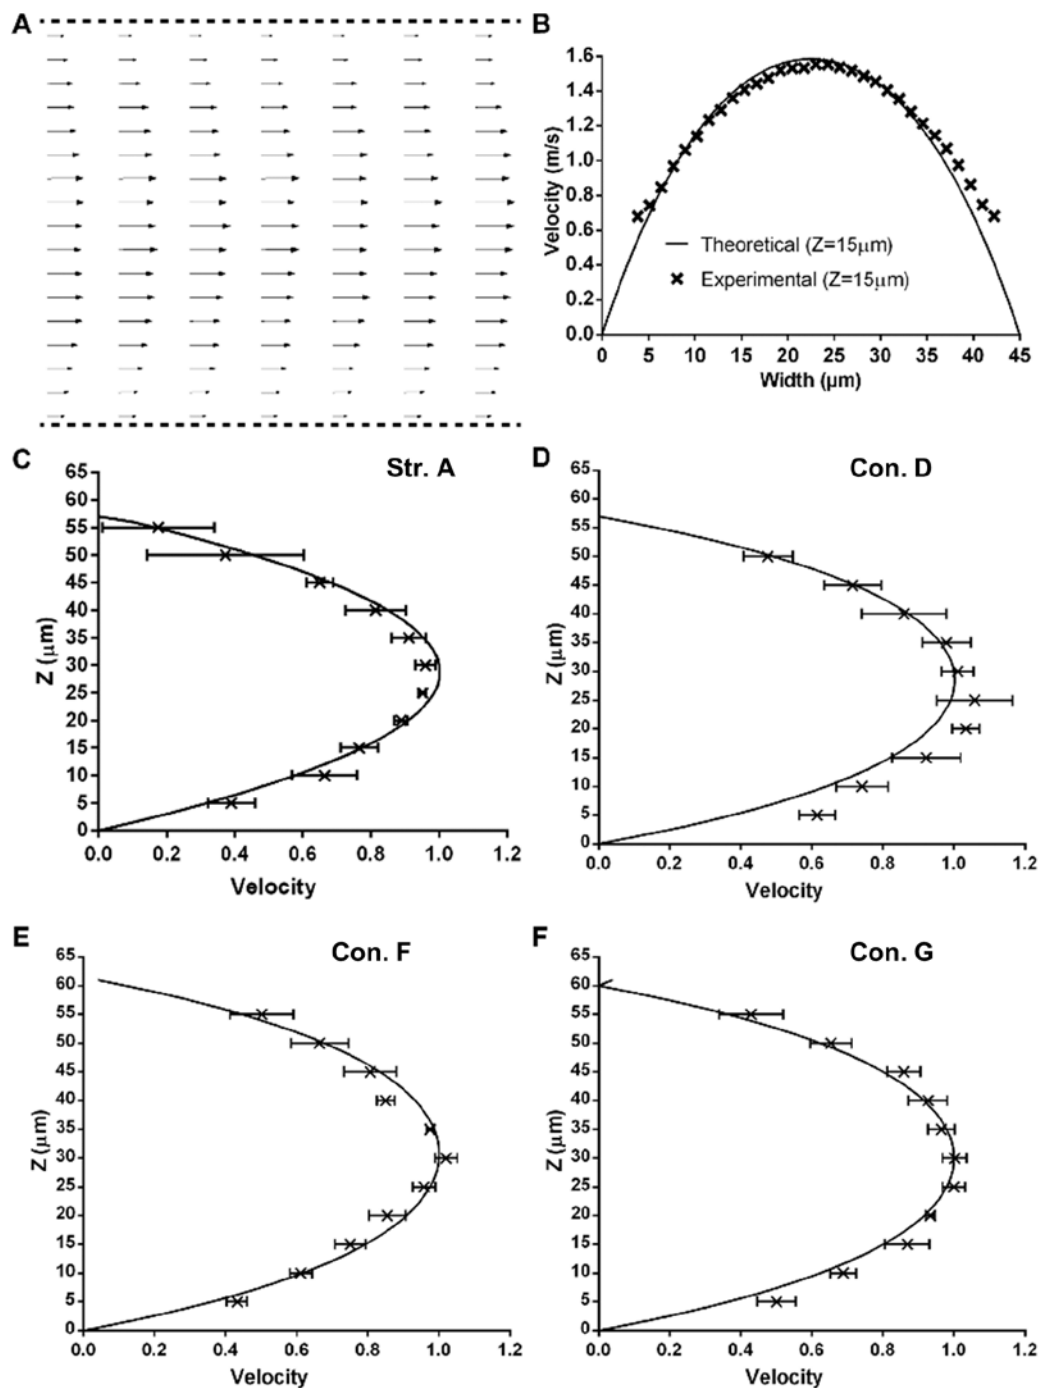 A
B
Velocity (m/s)
1.6
1.4
1.2
1.0
0.8
0.6
0.4
0.2
0.0
Theoretical (Z=15μm)
Experimental (Z=15μm)
0 5 10 15 20 25 30 35 40 45
Width (μm)
C
Str. A
Z (μm)
65
60
55
50
45
40
35
30
25
20
15
10
5
0
0.0 0.2 0.4 0.6 0.8 1.0 1.2
Velocity
D
Con. D
Z (μm)
65
60
55
50
45
40
35
30
25
20
15
10
5
0
0.0 0.2 0.4 0.6 0.8 1.0 1.2
Velocity
E
Con. F
Z (μm)
65
60
55
50
45
40
35
30
25
20
15
10
5
0
0.0 0.2 0.4 0.6 0.8 1.0 1.2
Velocity
F
Con. G
Z (μm)
65
60
55
50
45
40
35
30
25
20
15
10
5
0
0.0 0.2 0.4 0.6 0.8 1.0 1.2
Velocity